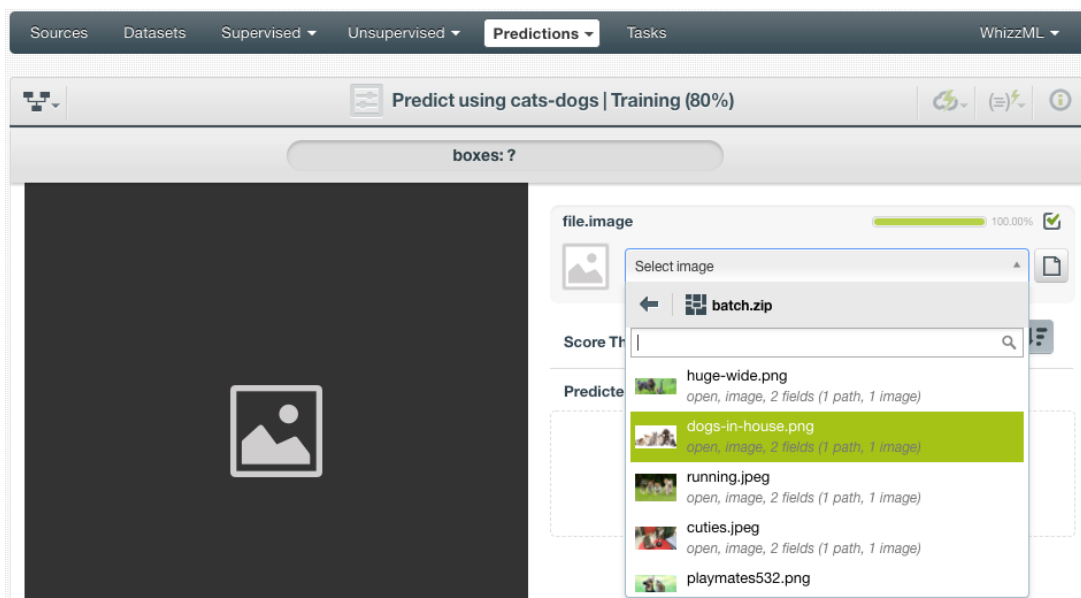 Sources Datasets Supervised Unsupervised Predictions Tasks WhizzML
Predict using cats-dogs | Training (80%)
boxes: ?
file.image 100.00%
Select image
batch.zip
Score Th
huge-wide.png
open, image, 2 fields (1 path, 1 image)
Predicte
dogs-in-house.png
open, image, 2 fields (1 path, 1 image)
running.jpeg
open, image, 2 fields (1 path, 1 image)
cuties.jpeg
open, image, 2 fields (1 path, 1 image)
playmates532.png